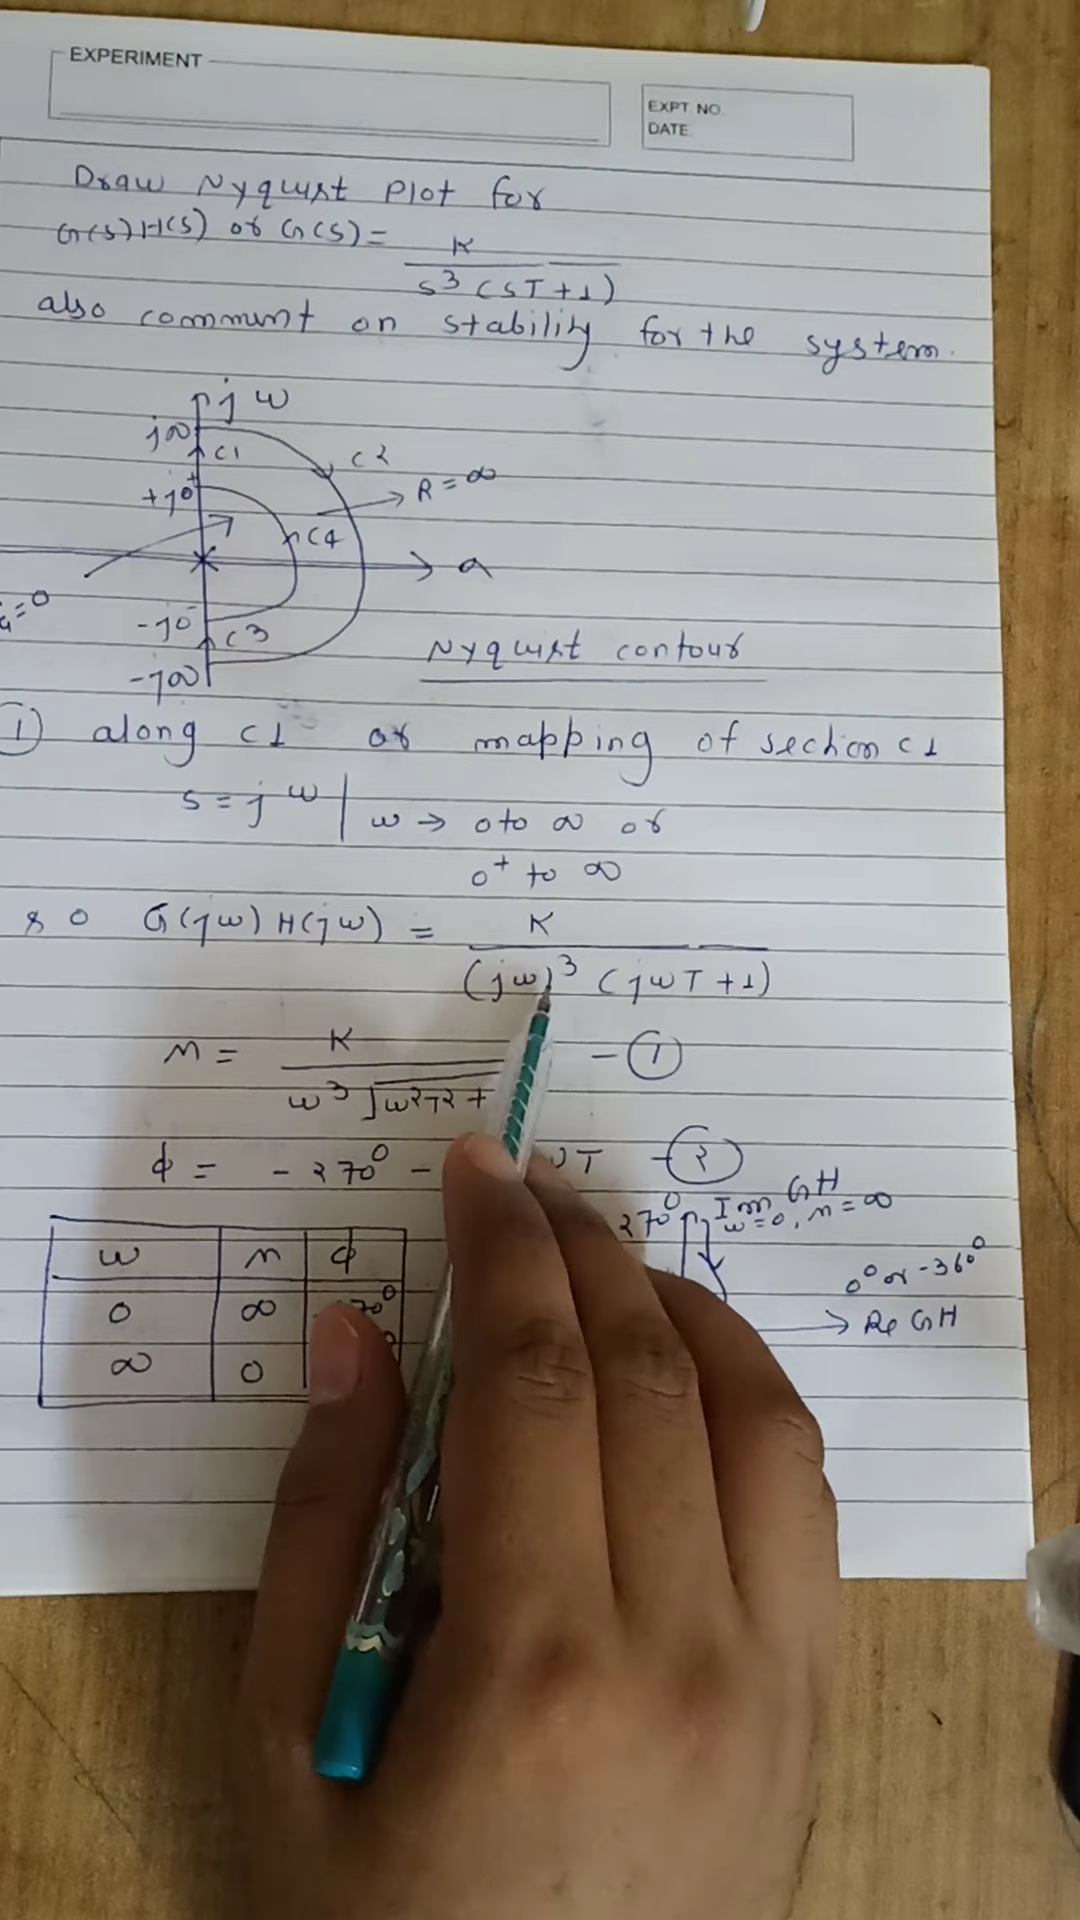 EXPERIMENT
EXPT. NO.
DATE.
Draw Nyquist Plot for
G(s)H(s) or G(s) = K
s³ (sT + 1)
also comment on stability for the system.
jω
j∞
C1
C2
+j0⁺
R = ∞
C4
σ
= 0
-j0⁻
C3
-j∞
Nyquist contour
① along C1 or mapping of section C1
s = jω | ω → 0 to ∞ or
0⁺ to ∞
so G(jω) H(jω) = K
(jω)³ (jωT + 1)
M = K - ①
ω³ √ω²T² +
ϕ = - 270° - T - ②
270° Im GH
ω = 0, M = ∞
0° or -360°
→ Re GH
ω M ϕ
0 ∞ 70°
∞ 0